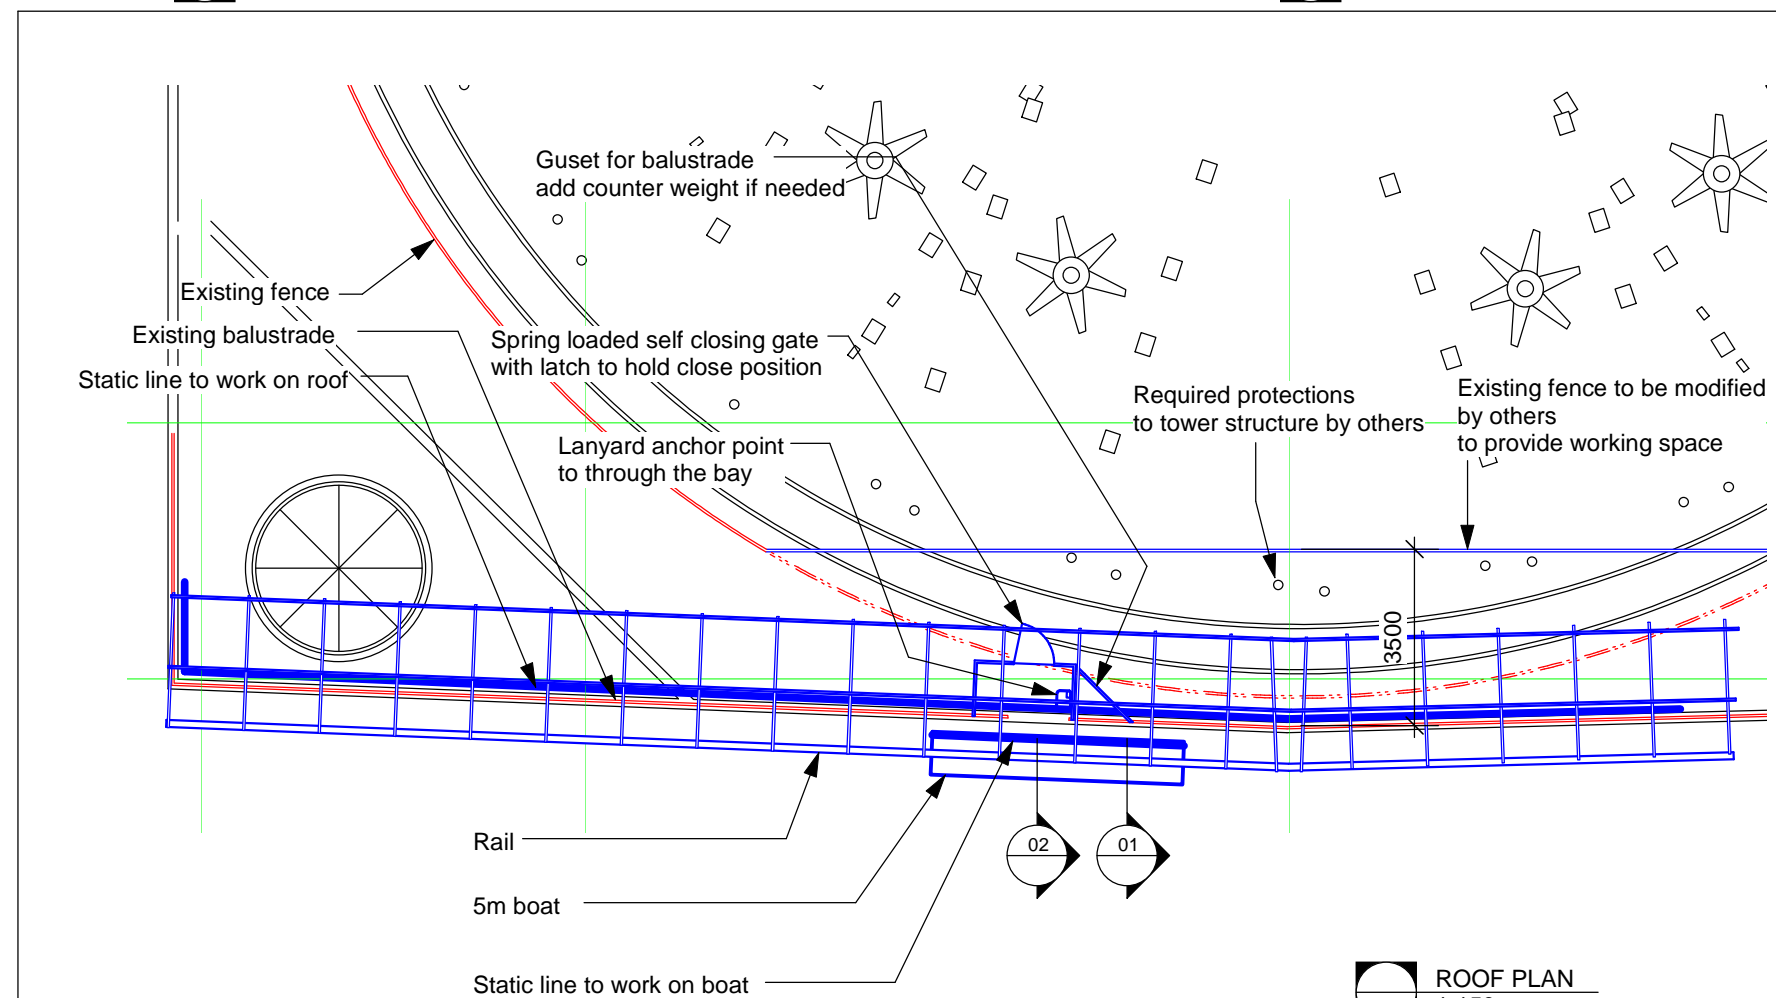 Guset for balustrade
add counter weight if needed
Existing fence
Existing balustrade
Static line to work on roof
Spring loaded self closing gate
with latch to hold close position
Lanyard anchor point
to through the bay
Required protections
to tower structure by others
Existing fence to be modified
by others
to provide working space
3500
02
01
Rail
5m boat
Static line to work on boat
ROOF PLAN